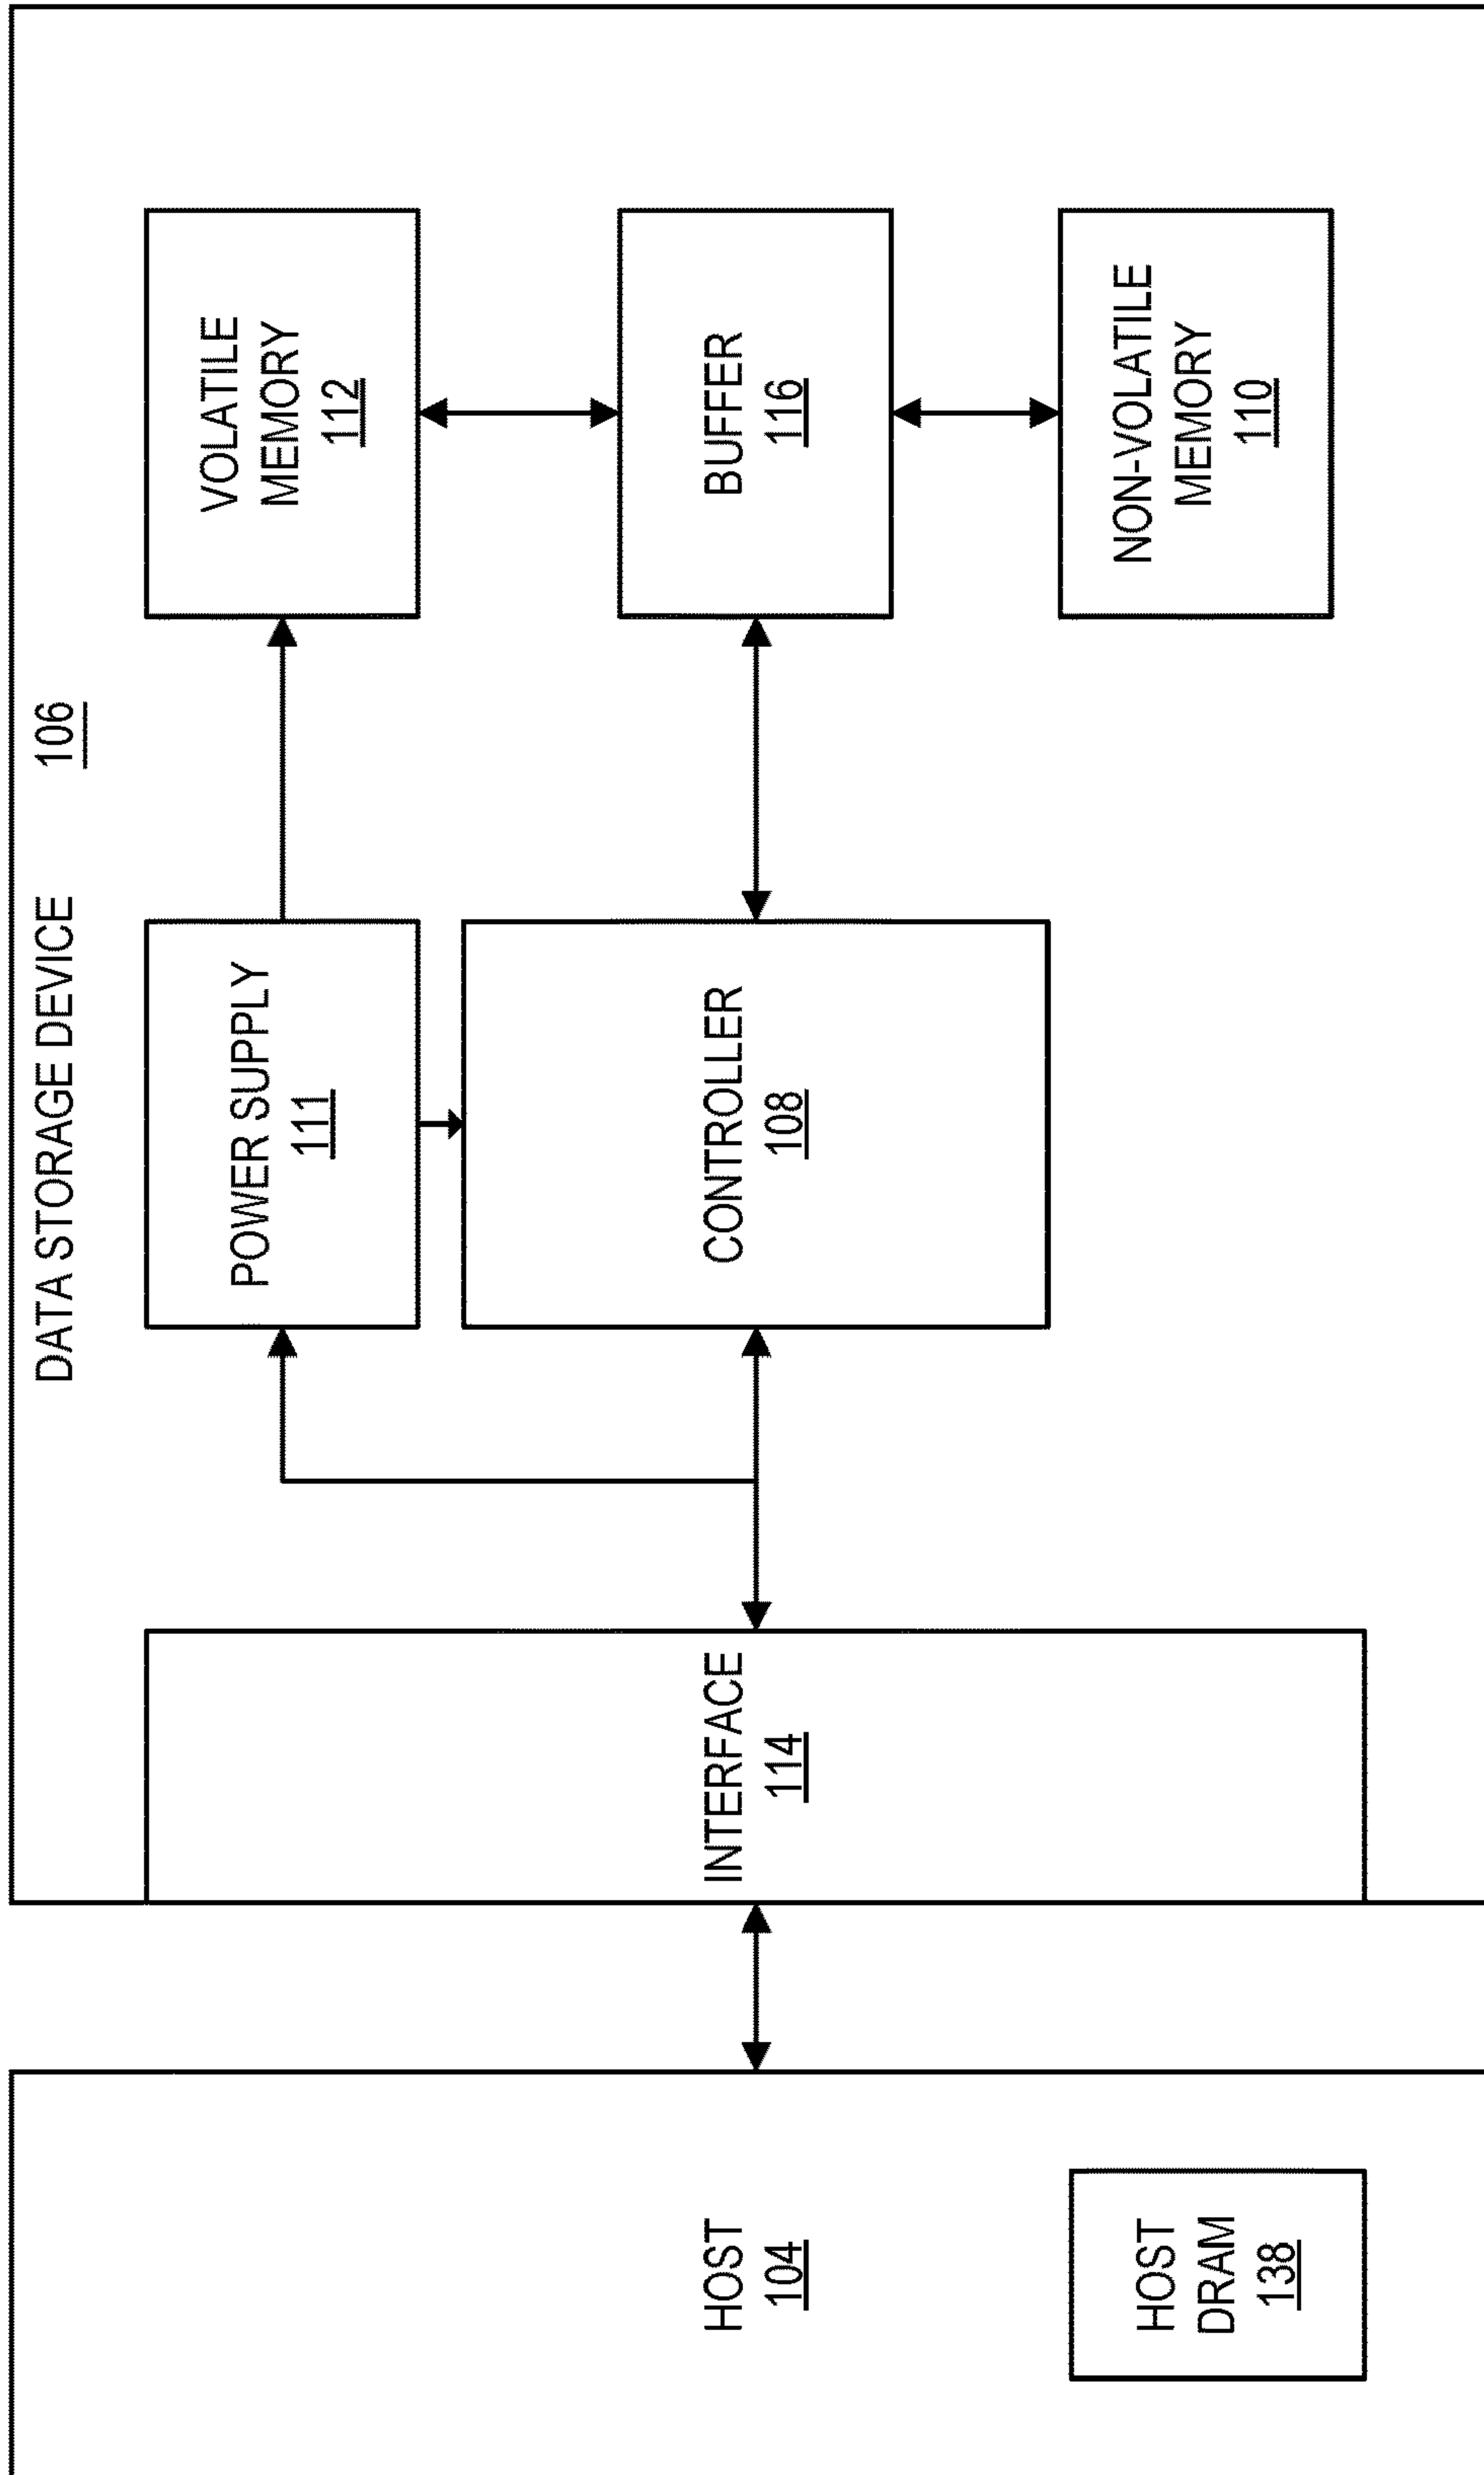 DATA STORAGE DEVICE 106
HOST
104
HOST
DRAM
138
INTERFACE
114
POWER SUPPLY
111
CONTROLLER
108
VOLATILE
MEMORY
112
BUFFER
116
NON-VOLATILE
MEMORY
110